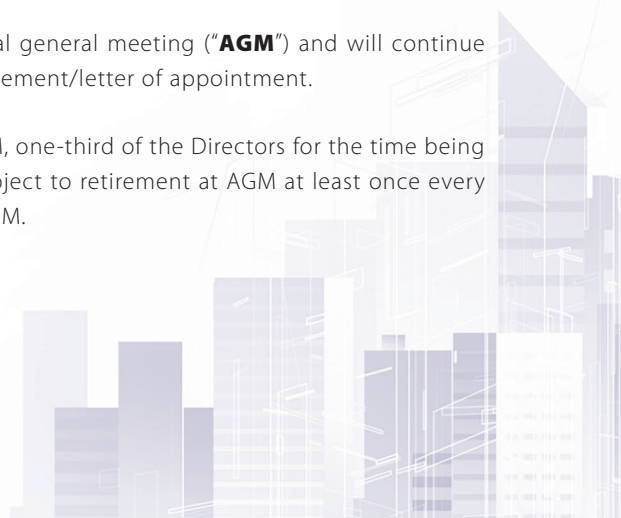 al general meeting (“AGM”) and will continue
ement/letter of appointment.
, one-third of the Directors for the time being
ject to retirement at AGM at least once every
M.